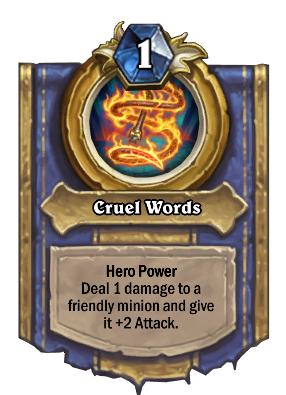 1
Cruel Words
Hero Power
Deal 1 damage to a
friendly minion and give
it +2 Attack.